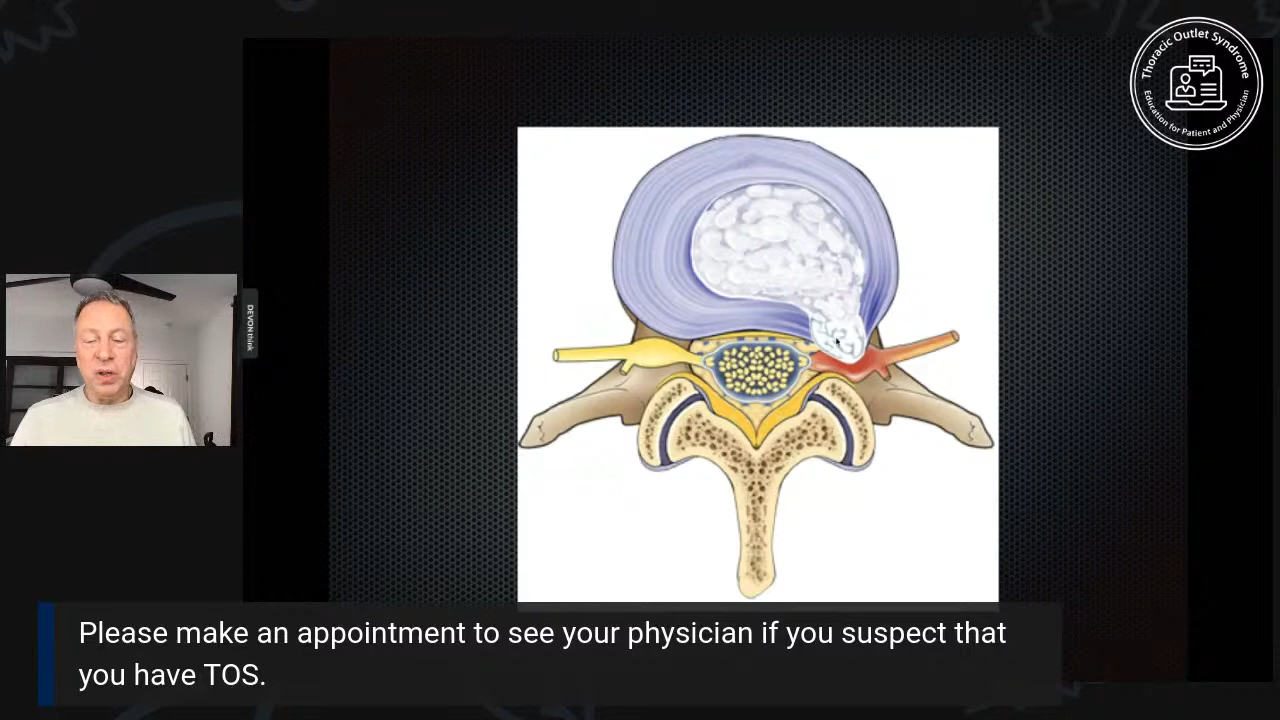 Thoracic Outlet Syndrome
Education for Patient and Physician
DEVONthink
Please make an appointment to see your physician if you suspect that
you have TOS.